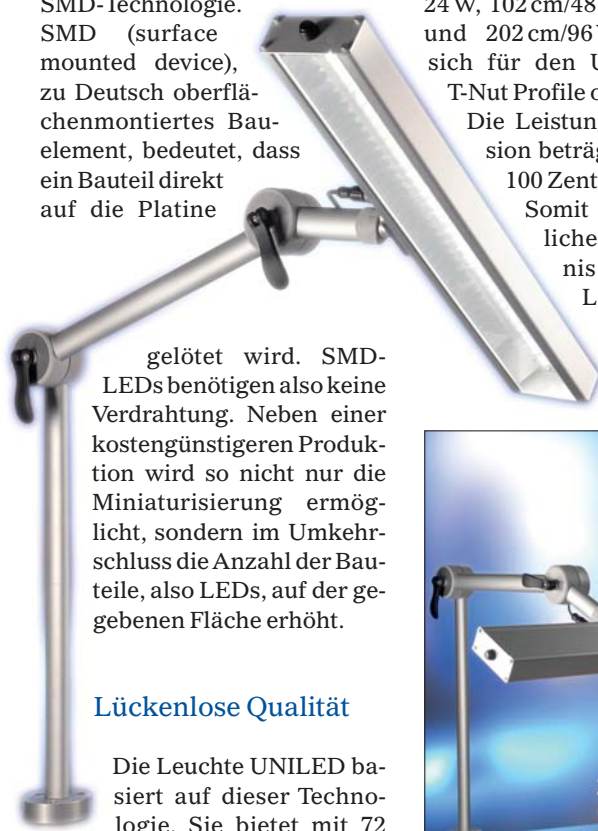 SMD-Technologie.
SMD (surface
mounted device),
zu Deutsch oberflä-
chenmontiertes Bau-
element, bedeutet, dass
ein Bauteil direkt
auf die Platine
gelötet wird. SMD-
LEDs benötigen also keine
Verdrahtung. Neben einer
kostengünstigeren Produk-
tion wird so nicht nur die
Miniaturisierung ermög-
licht, sondern im Umkehr-
schluss die Anzahl der Bau-
teile, also LEDs, auf der ge-
gebenen Fläche erhöht.
Lückenlose Qualität
Die Leuchte UNILED ba-
siert auf dieser Techno-
logie. Sie bietet mit 72
24 W, 102 cm/48
und 202 cm/96
sich für den
T-Nut Profile
Die Leistun
sion beträg
100 Zent
Somit
liche
nis
L